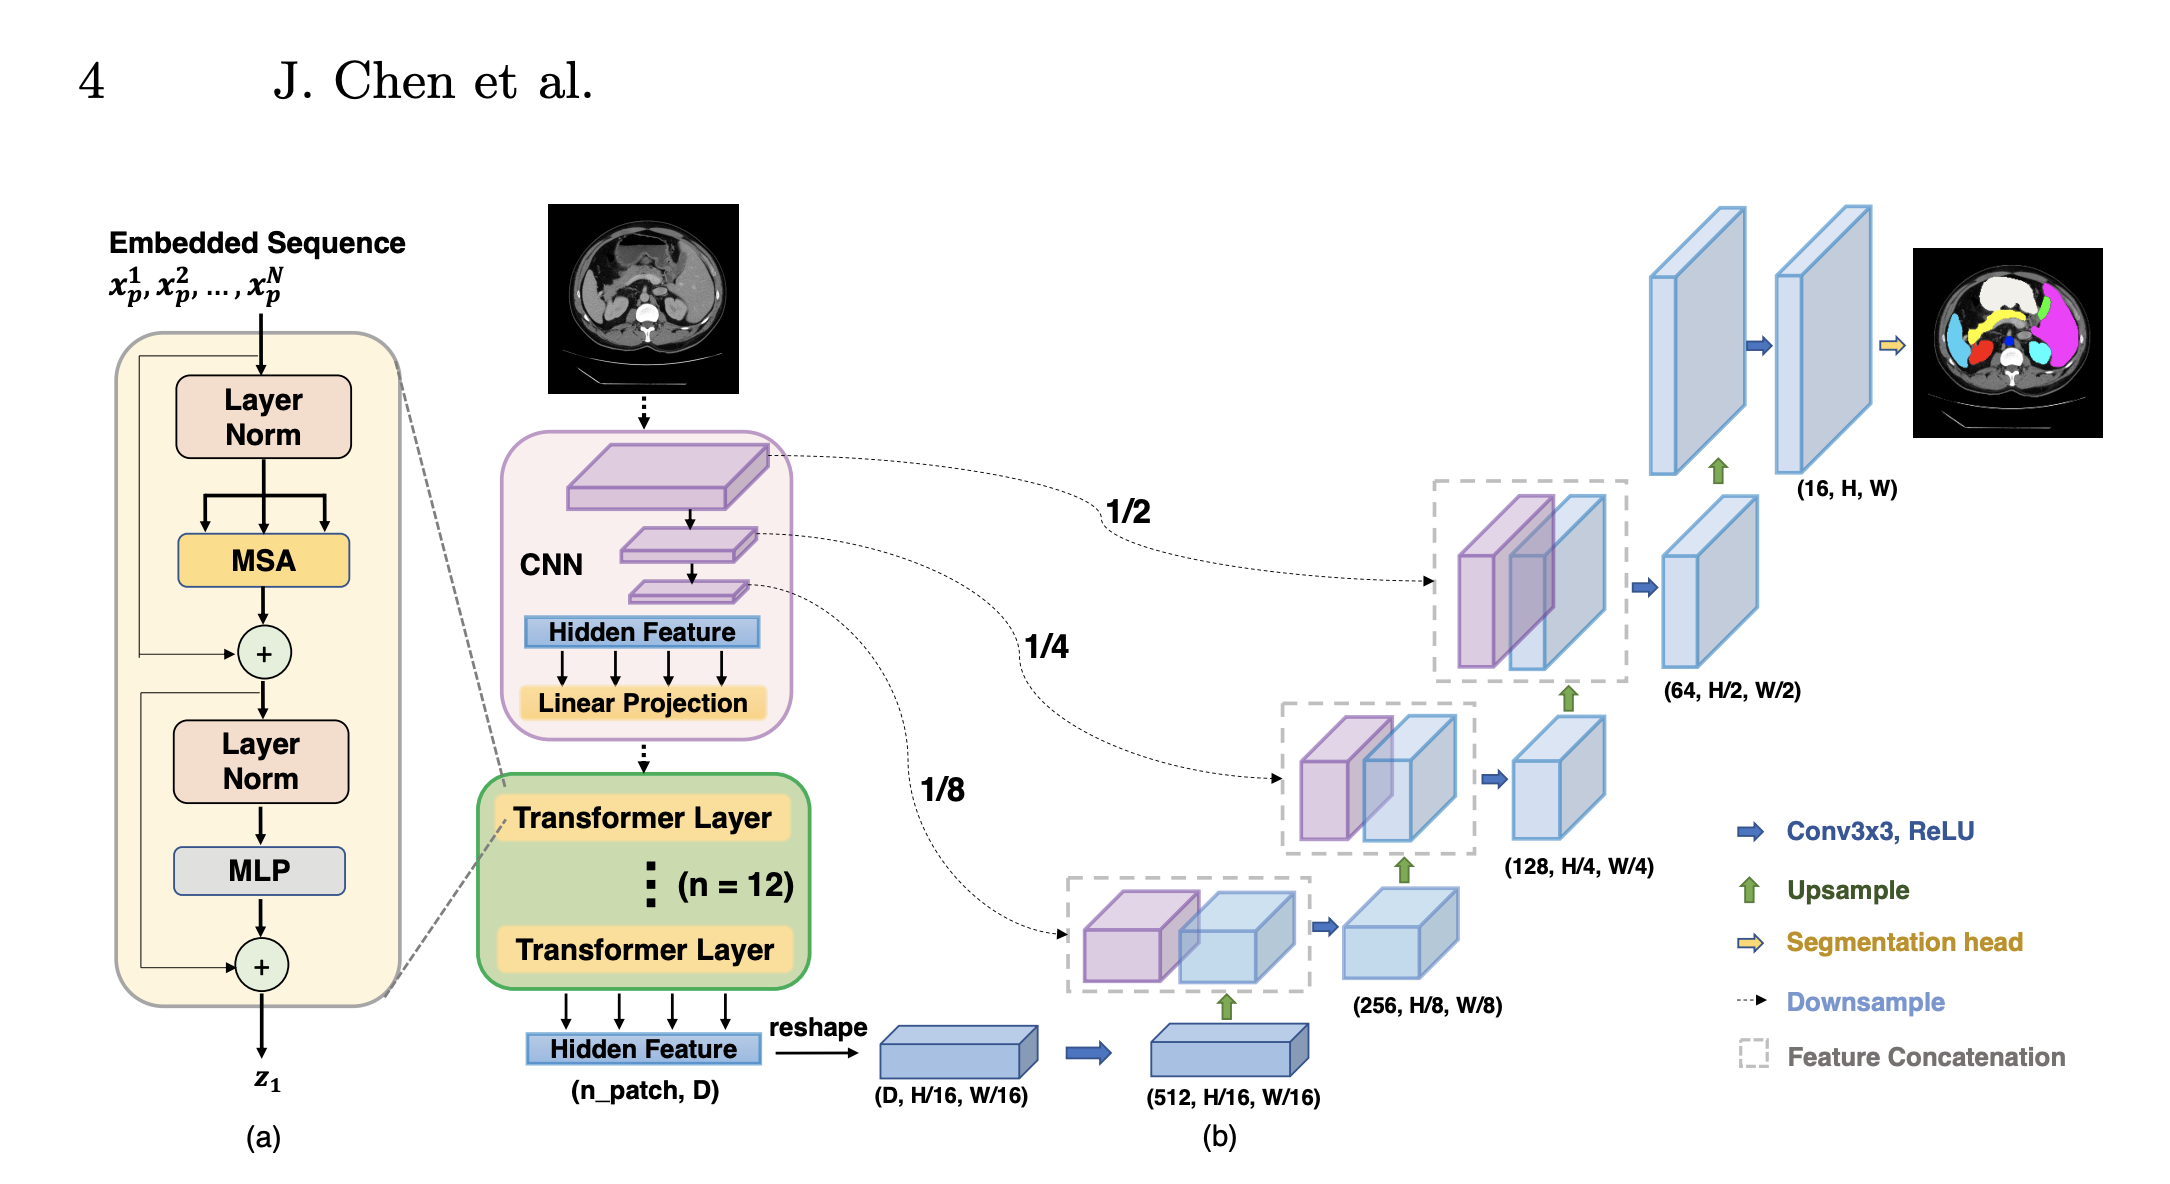 4 J. Chen et al.
Embedded Sequence
x_p^1, x_p^2, ..., x_p^N
Layer
Norm
MSA
+
Layer
Norm
MLP
+
z_1
(a)
CNN
Hidden Feature
Linear Projection
Transformer Layer
(n = 12)
Transformer Layer
Hidden Feature
(n_patch, D)
reshape
(D, H/16, W/16)
(512, H/16, W/16)
1/2
1/4
1/8
(256, H/8, W/8)
(128, H/4, W/4)
(64, H/2, W/2)
(16, H, W)
(b)
Conv3x3, ReLU
Upsample
Segmentation head
Downsample
Feature Concatenation